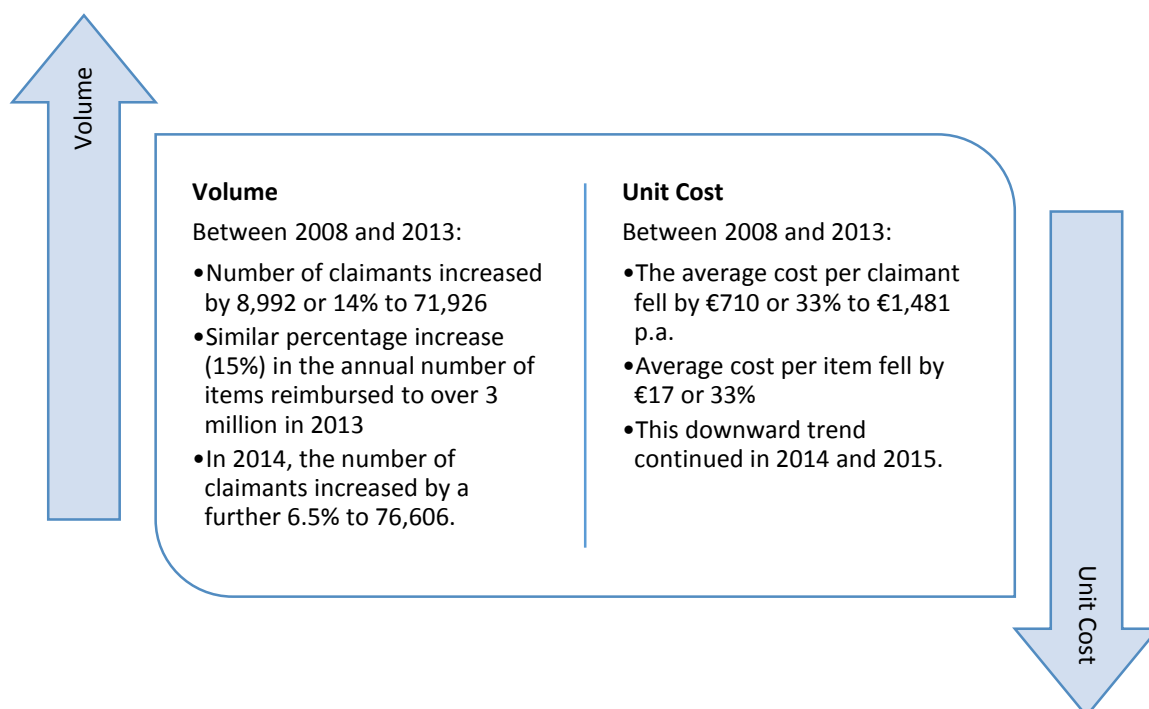 Volume
Volume
Between 2008 and 2013:
•Number of claimants increased
by 8,992 or 14% to 71,926
•Similar percentage increase
(15%) in the annual number of
items reimbursed to over 3
million in 2013
•In 2014, the number of
claimants increased by a
further 6.5% to 76,606.
Unit Cost
Between 2008 and 2013:
•The average cost per claimant
fell by €710 or 33% to €1,481
p.a.
•Average cost per item fell by
€17 or 33%
•This downward trend
continued in 2014 and 2015.
Unit Cost